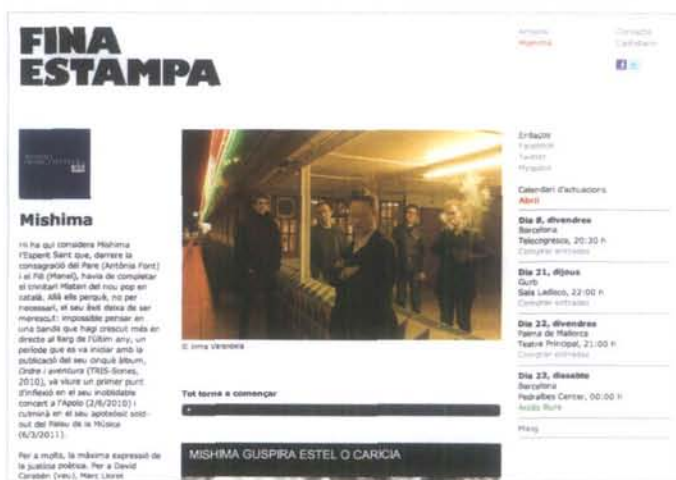 FINA
ESTAMPA
Artistes
Mishima
Contacte
Castellano
Mishima
Hi ha qui considera Mishima
l'Esperit Sant que, darrere la
consagració del Pare (Antònia Font)
i el Fill (Manel), havia de completar
el trinitari Misteri del nou pop en
català. Allà ells perquè, no per
necessari, el seu èxit deixa de ser
merescut: impossible pensar en
una banda que hagi crescut més en
directe al llarg de l'últim any, un
període que es va iniciar amb la
publicació del seu cinquè àlbum,
Ordre i aventura (TRIS-Sones,
2010), va viure un primer punt
d'inflexió en el seu inoblidable
concert a l'Apolo (2/6/2010) i
culminà en el seu apoteòsic sold-
out del Palau de la Música
(6/3/2011).
Per a molts, la màxima expressió de
la justícia poètica. Per a David
Carabén (veu), Marc Lloret
©
Tot torna a començar
MISHIMA GUSPIRA ESTEL O CARICIA
Enllaços
Facebook
Twitter
Myspace
Calendari d'actuacions
Abril
Dia 8, divendres
Barcelona
Telecogresca, 20:30 h
Comprar entrades
Dia 21, dijous
Gurb
Sala Ladisco, 22:00 h
Comprar entrades
Dia 22, divendres
Palma de Mallorca
Teatre Principal, 21:00 h
Comprar entrades
Dia 23, dissabte
Barcelona
Pedralbes Center, 00:00 h
Accés lliure
Maig